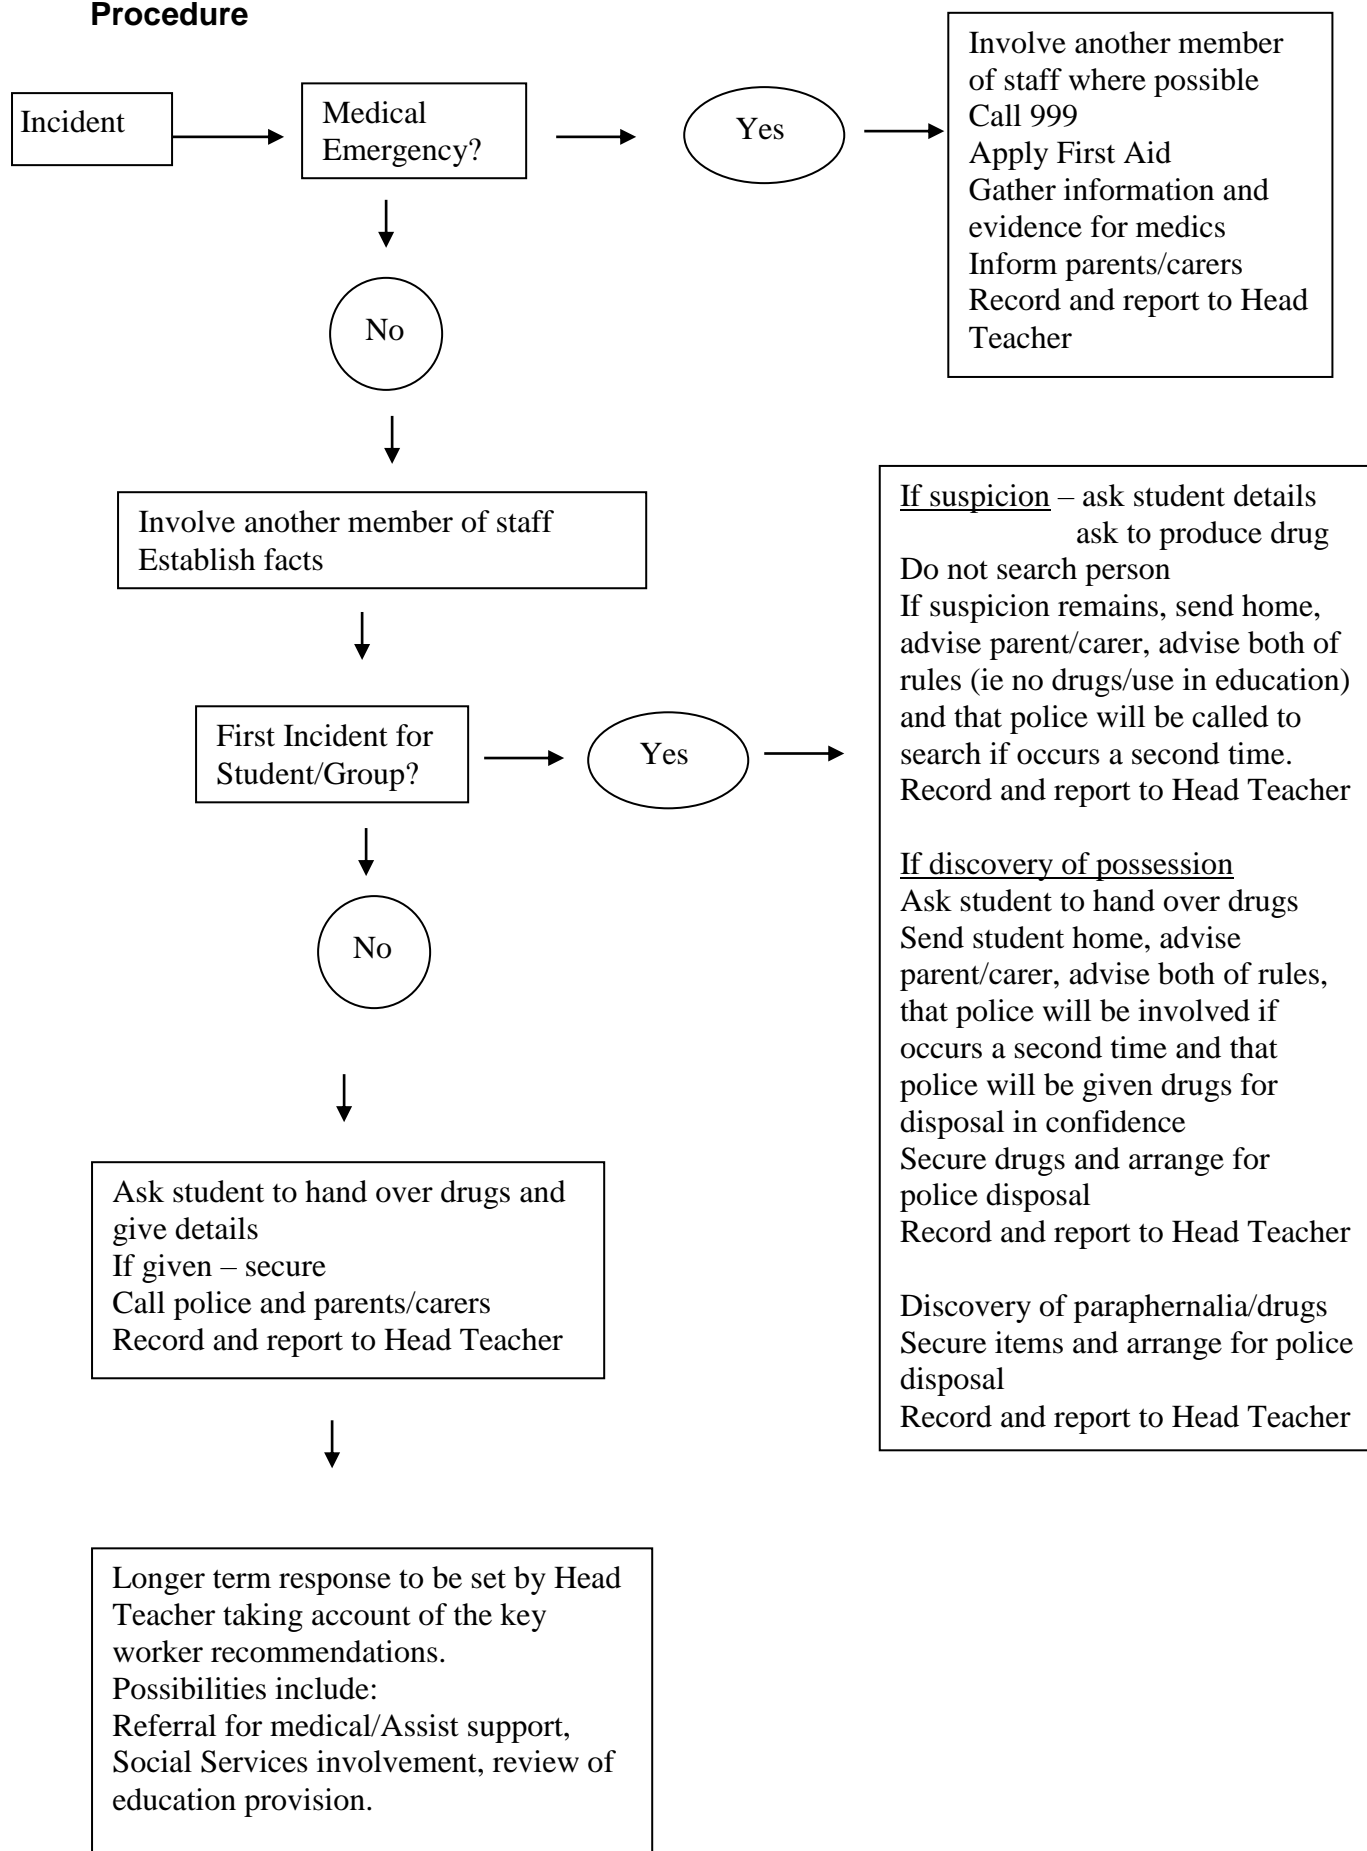 Procedure
Incident
Medical
Emergency?
Yes
Involve another member
of staff where possible
Call 999
Apply First Aid
Gather information and
evidence for medics
Inform parents/carers
Record and report to Head
Teacher
No
Involve another member of staff
Establish facts
First Incident for
Student/Group?
Yes
If suspicion – ask student details
ask to produce drug
Do not search person
If suspicion remains, send home,
advise parent/carer, advise both of
rules (ie no drugs/use in education)
and that police will be called to
search if occurs a second time.
Record and report to Head Teacher
If discovery of possession
Ask student to hand over drugs
Send student home, advise
parent/carer, advise both of rules,
that police will be involved if
occurs a second time and that
police will be given drugs for
disposal in confidence
Secure drugs and arrange for
police disposal
Record and report to Head Teacher
Discovery of paraphernalia/drugs
Secure items and arrange for police
disposal
Record and report to Head Teacher
No
Ask student to hand over drugs and
give details
If given – secure
Call police and parents/carers
Record and report to Head Teacher
Longer term response to be set by Head
Teacher taking account of the key
worker recommendations.
Possibilities include:
Referral for medical/Assist support,
Social Services involvement, review of
education provision.